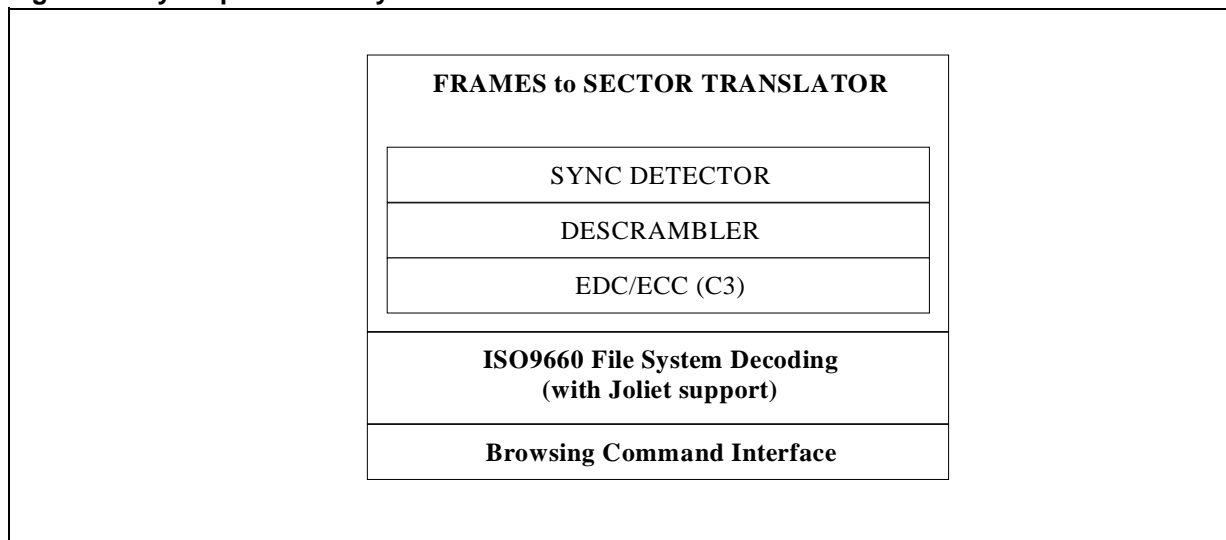 FRAMES to SECTOR TRANSLATOR
SYNC DETECTOR
DESCRAMBLER
EDC/ECC (C3)
ISO9660 File System Decoding
(with Joliet support)
Browsing Command Interface